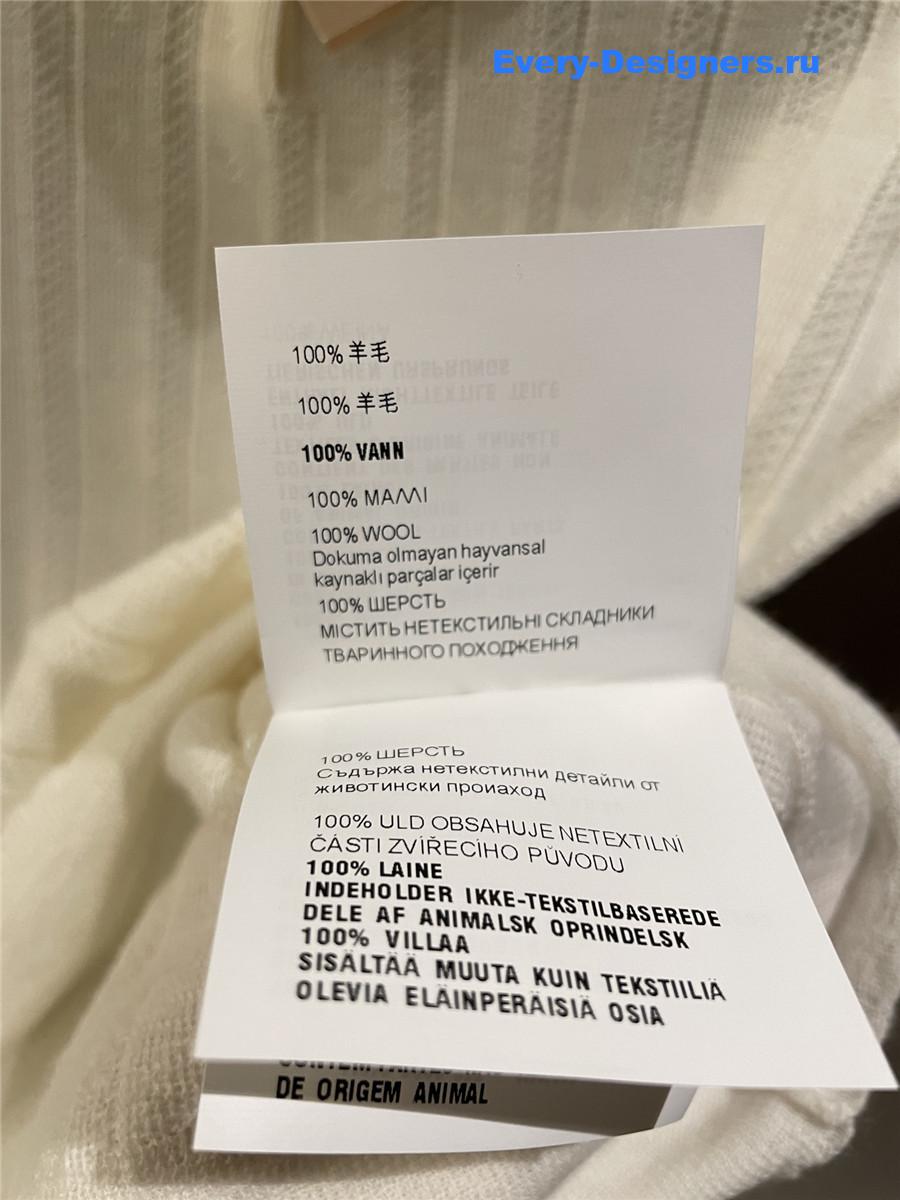 Every-Designers.ru
100% 羊毛
100% 羊毛
100% VANN
100% ΜΑΛΛΙ
100% WOOL
Dokuma olmayan hayvansal
kaynaklı parçalar içerir
100% ШЕРСТЬ
МІСТИТЬ НЕТЕКСТИЛЬНІ СКЛАДНИКИ
ТВАРИННОГО ПОХОДЖЕННЯ
100% ШЕРСТЬ
Съдържа нетекстилни детайли от
животински проиаход
100% ULD OBSAHUJE NETEXTILNÍ
ČÁSTI ZVÍŘECÍHO PŮVODU
100% LAINE
INDEHOLDER IKKE-TEKSTILBASEREDE
DELE AF ANIMALSK OPRINDELSK
100% VILLAA
SISÄLTÄÄ MUUTA KUIN TEKSTIILIÄ
OLEVIA ELÄINPERÄISIÄ OSIA
DE ORIGEM ANIMAL